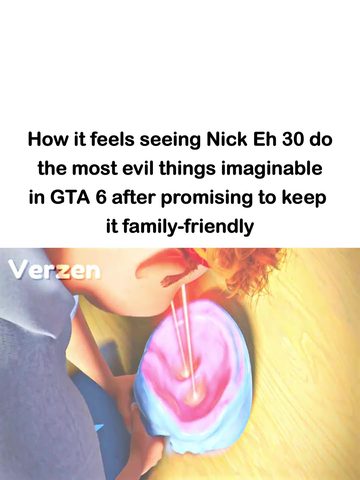 How it feels seeing Nick Eh 30 do
the most evil things imaginable
in GTA 6 after promising to keep
it family-friendly
Verzen